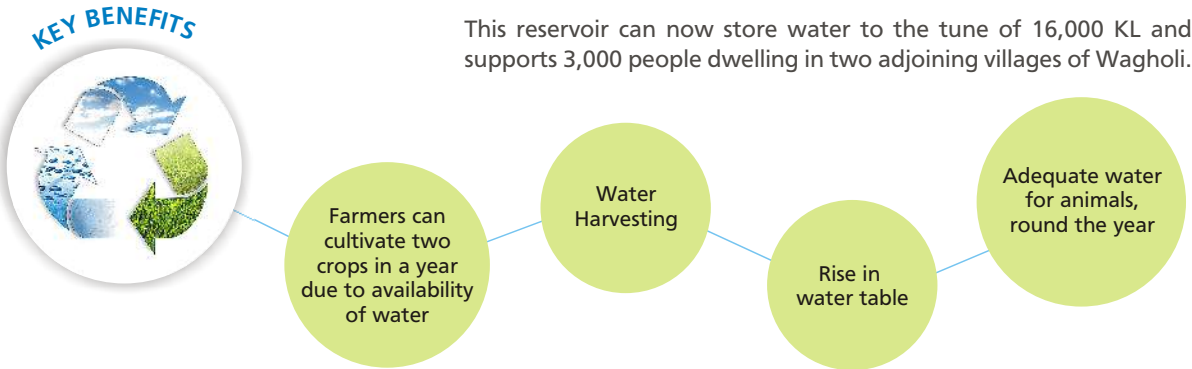 KEY BENEFITS
This reservoir can now store water to the tune of 16,000 KL and
supports 3,000 people dwelling in two adjoining villages of Wagholi.
Farmers can
cultivate two
crops in a year
due to availability
of water
Water
Harvesting
Rise in
water table
Adequate water
for animals,
round the year